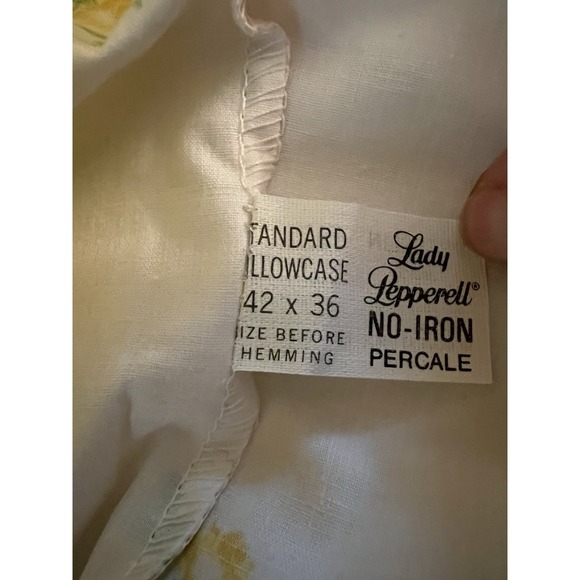 TANDARD
ILLOWCASE
42 x 36
IZE BEFORE
HEMMING
Lady
Pepperell®
NO-IRON
PERCALE